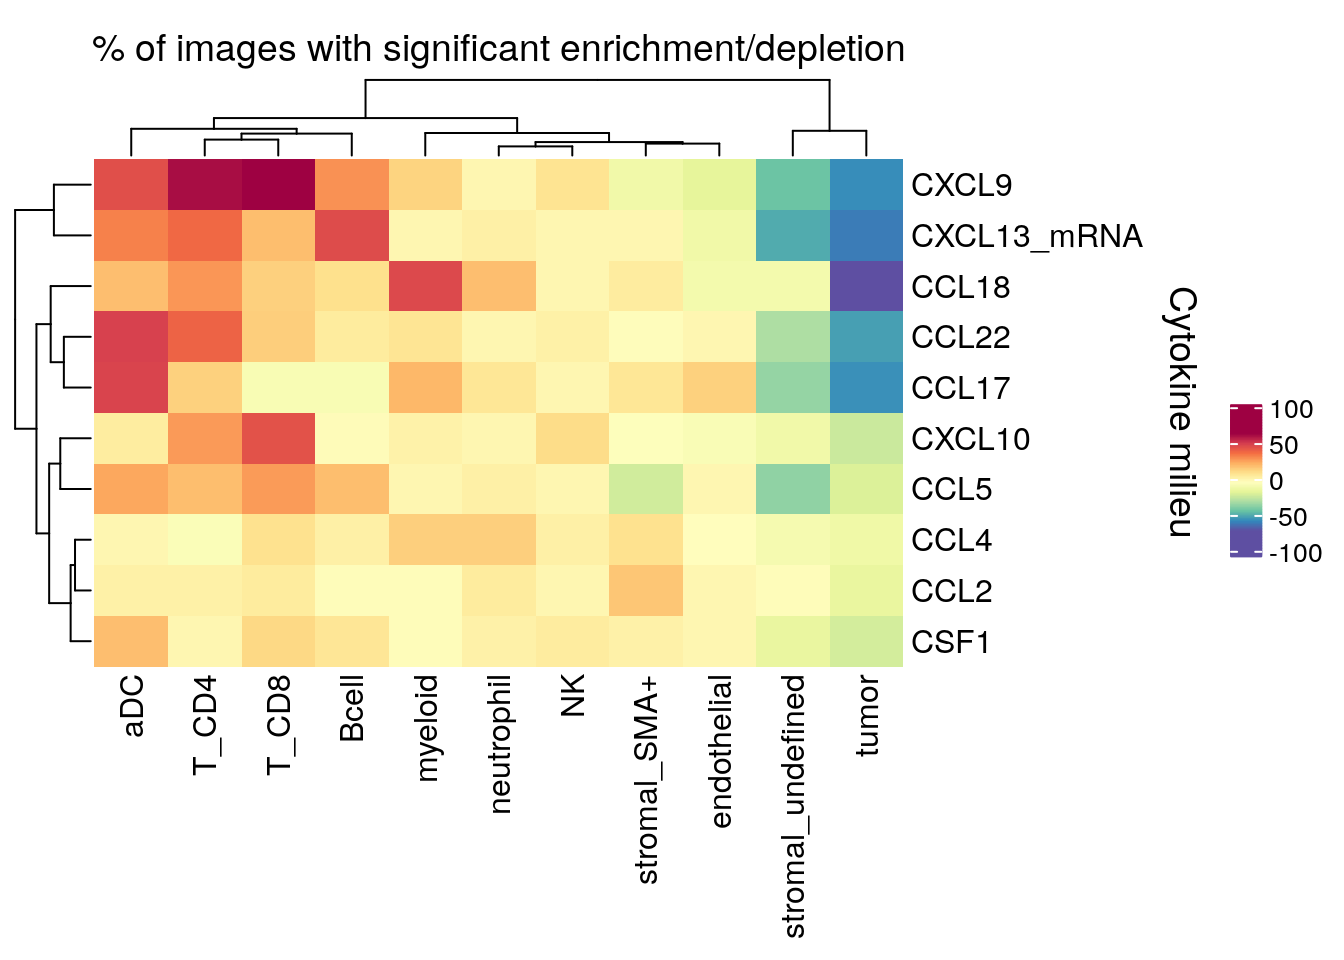 % of images with significant enrichment/depletion
CXCL9
CXCL13_mRNA
CCL18
CCL22
CCL17
CXCL10
CCL5
CCL4
CCL2
CSF1
Cytokine milieu
100
50
0
-50
-100
aDC
T_CD4
T_CD8
Bcell
myeloid
neutrophil
NK
stromal_SMA+
endothelial
stromal_undefined
tumor